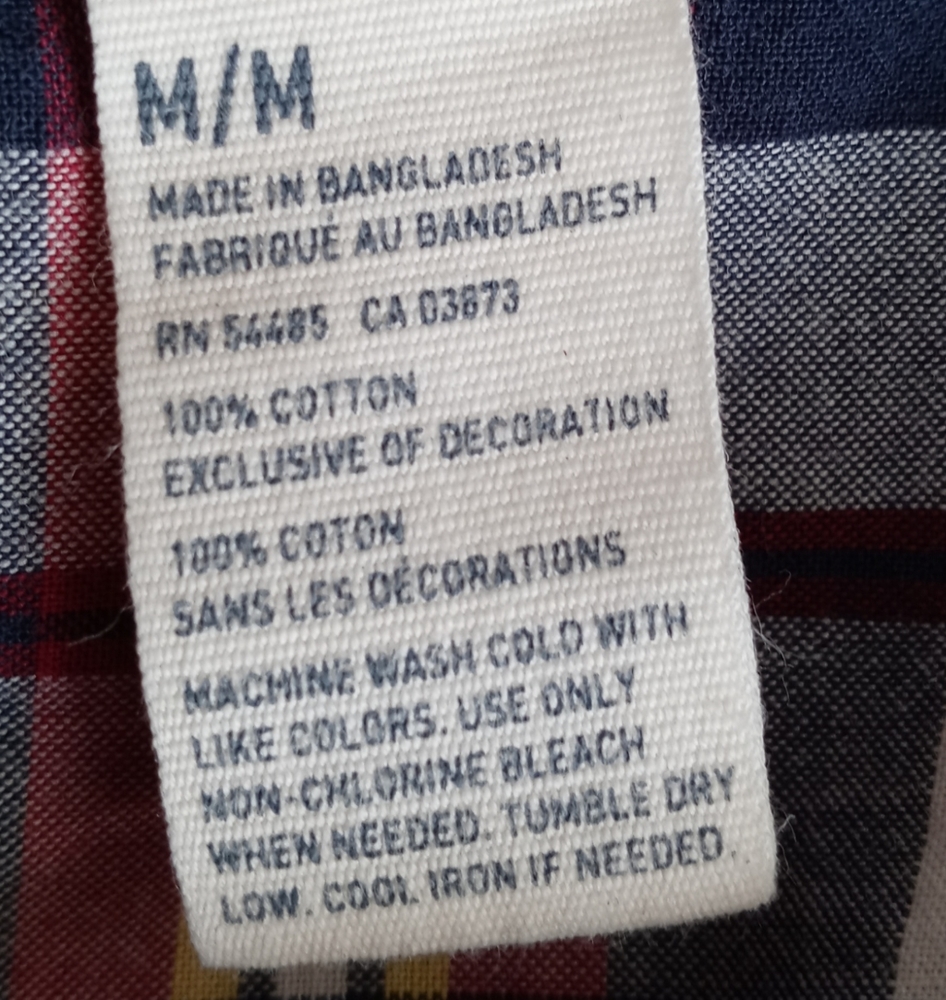 M/M
MADE IN BANGLADESH
FABRIQUÉ AU BANGLADESH
RN 54485 CA 03873
100% COTTON
EXCLUSIVE OF DECORATION
100% COTON
SANS LES DÉCORATIONS
MACHINE WASH COLD WITH
LIKE COLORS. USE ONLY
NON-CHLORINE BLEACH
WHEN NEEDED. TUMBLE DRY
LOW. COOL IRON IF NEEDED.